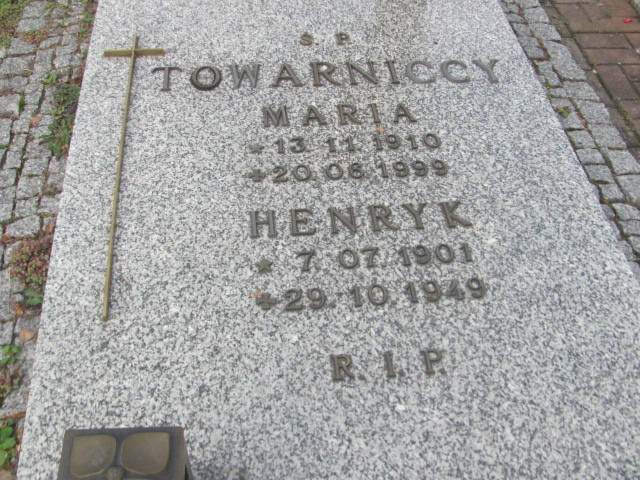 S. P.
TOWARNICCY
MARIA
* 13. 11. 1910
+ 20. 06. 1999
HENRYK
* 7. 07. 1901
+ 29. 10. 1949
R. I. P.